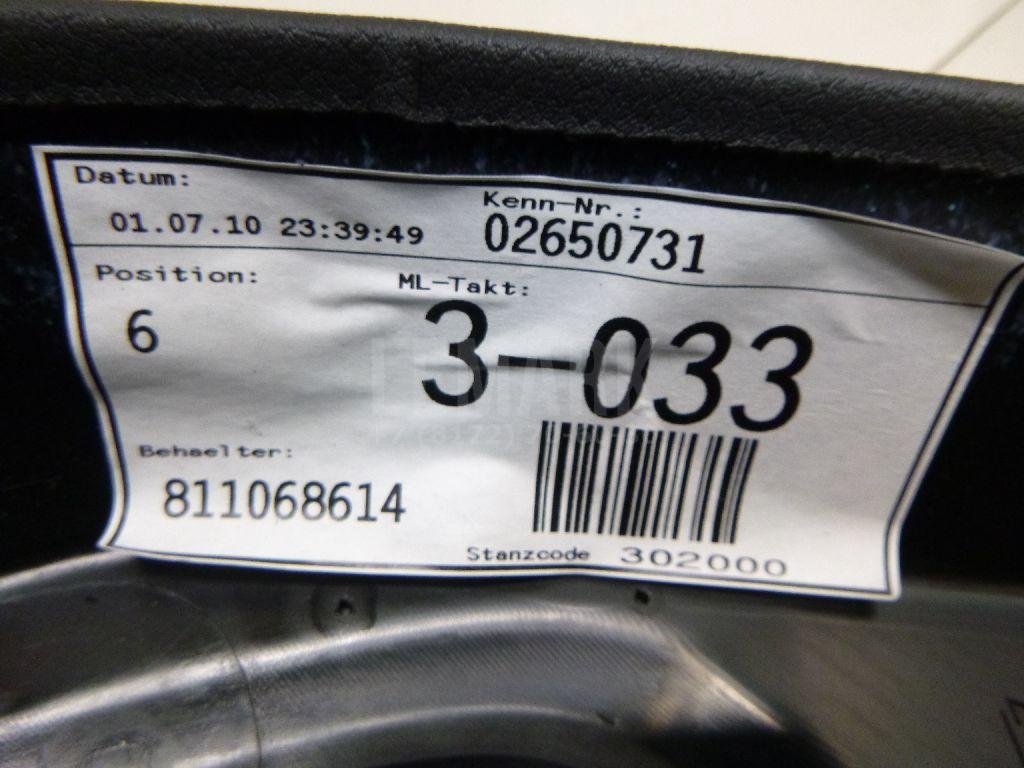 Datum:
Kenn-Nr.:
01.07.10 23:39:49
02650731
Position:
ML-Takt:
6
3-033
Behaelter:
811068614
Stanzcode 302000